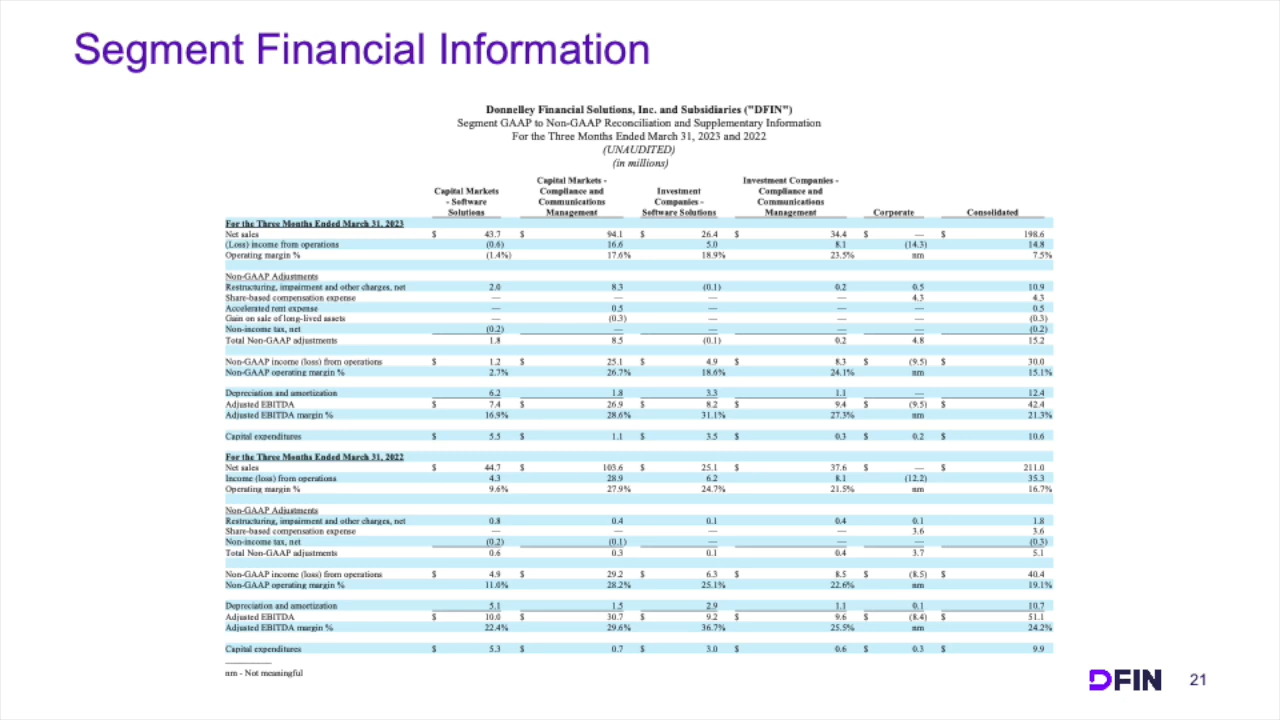 Segment Financial Information
Donnelley Financial Solutions, Inc. and Subsidiaries ("DFIN")
Segment GAAP to Non-GAAP Reconciliation and Supplementary Information
For the Three Months Ended March 31, 2023 and 2022
(UNAUDITED)
(in millions)
Capital Markets - Software Solutions
Capital Markets - Compliance and Communications Management
Investment Companies - Software Solutions
Investment Companies - Compliance and Communications Management
Corporate
Consolidated
For the Three Months Ended March 31, 2023
Net sales $ 43.7 $ 94.1 $ 26.4 $ 34.4 $ — $ 198.6
(Loss) income from operations (0.6) 16.6 5.0 8.1 (14.3) 14.8
Operating margin % (1.4%) 17.6% 18.9% 23.5% nm 7.5%
Non-GAAP Adjustments
Restructuring, impairment and other charges, net 2.0 8.3 (0.1) 0.2 0.5 10.9
Share-based compensation expense — — — — 4.3 4.3
Accelerated rent expense — 0.5 — — — 0.5
Gain on sale of long-lived assets — (0.3) — — — (0.3)
Non-income tax, net (0.2) — — — — (0.2)
Total Non-GAAP adjustments 1.8 8.5 (0.1) 0.2 4.8 15.2
Non-GAAP income (loss) from operations $ 1.2 $ 25.1 $ 4.9 $ 8.3 $ (9.5) $ 30.0
Non-GAAP operating margin % 2.7% 26.7% 18.6% 24.1% nm 15.1%
Depreciation and amortization 6.2 1.8 3.3 1.1 — 12.4
Adjusted EBITDA $ 7.4 $ 26.9 $ 8.2 $ 9.4 $ (9.5) $ 42.4
Adjusted EBITDA margin % 16.9% 28.6% 31.1% 27.3% nm 21.3%
Capital expenditures $ 5.5 $ 1.1 $ 3.5 $ 0.3 $ 0.2 $ 10.6
For the Three Months Ended March 31, 2022
Net sales $ 44.7 $ 103.6 $ 25.1 $ 37.6 $ — $ 211.0
Income (loss) from operations 4.3 28.9 6.2 8.1 (12.2) 35.3
Operating margin % 9.6% 27.9% 24.7% 21.5% nm 16.7%
Non-GAAP Adjustments
Restructuring, impairment and other charges, net 0.8 0.4 0.1 0.4 0.1 1.8
Share-based compensation expense — — — — 3.6 3.6
Non-income tax, net (0.2) (0.1) — — — (0.3)
Total Non-GAAP adjustments 0.6 0.3 0.1 0.4 3.7 5.1
Non-GAAP income (loss) from operations $ 4.9 $ 29.2 $ 6.3 $ 8.5 $ (8.5) $ 40.4
Non-GAAP operating margin % 11.0% 28.2% 25.1% 22.6% nm 19.1%
Depreciation and amortization 5.1 1.5 2.9 1.1 0.1 10.7
Adjusted EBITDA $ 10.0 $ 30.7 $ 9.2 $ 9.6 $ (8.4) $ 51.1
Adjusted EBITDA margin % 22.4% 29.6% 36.7% 25.5% nm 24.2%
Capital expenditures $ 5.3 $ 0.7 $ 3.0 $ 0.6 $ 0.3 $ 9.9
nm - Not meaningful
DFIN 21